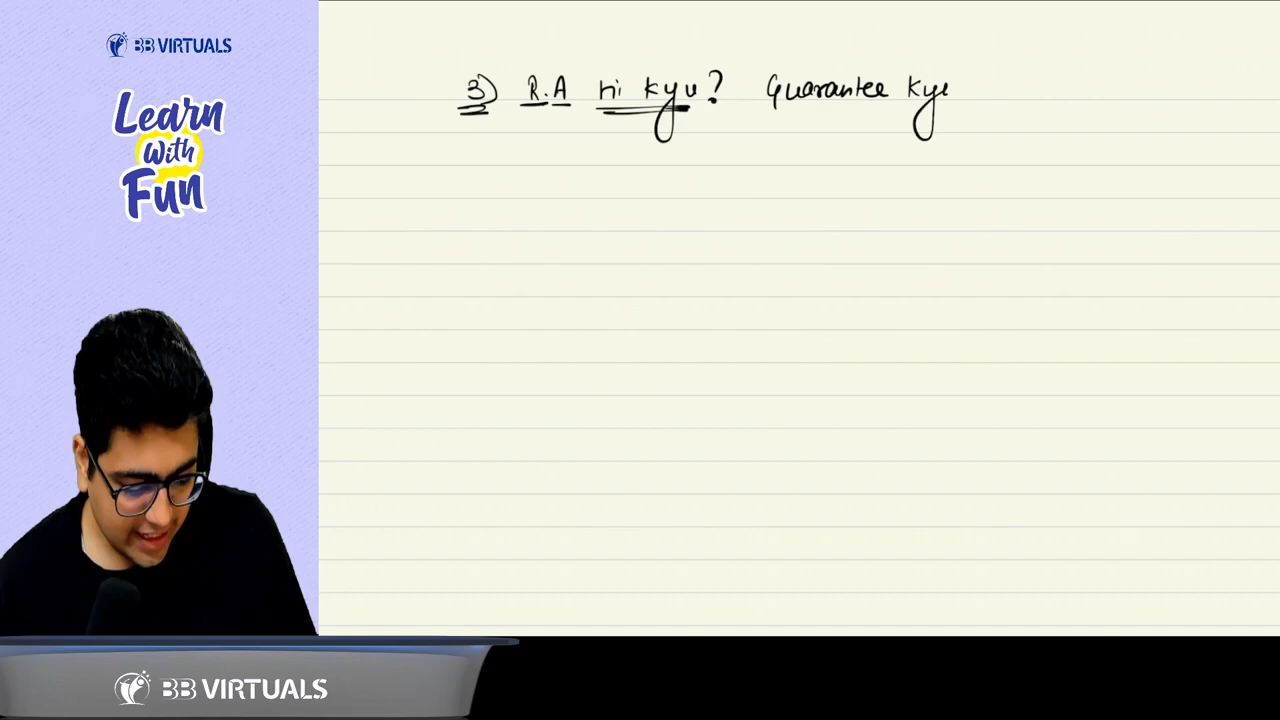 BB VIRTUALS
Learn
With
Fun
3) R.A hi kyu? Guarantee kyu
BB VIRTUALS